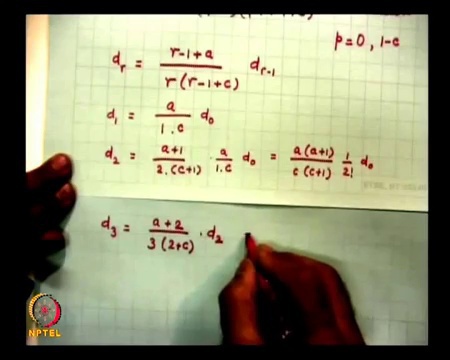 p=0, 1-c
d_r = \frac{r-1+a}{r(r-1+c)} d_{r-1}
d_1 = \frac{a}{1.c} d_0
d_2 = \frac{a+1}{2.(c+1)} \cdot \frac{a}{1.c} d_0 = \frac{a(a+1)}{c(c+1)} \frac{1}{2!} d_0
d_3 = \frac{a+2}{3(2+c)} \cdot d_2
NPTEL